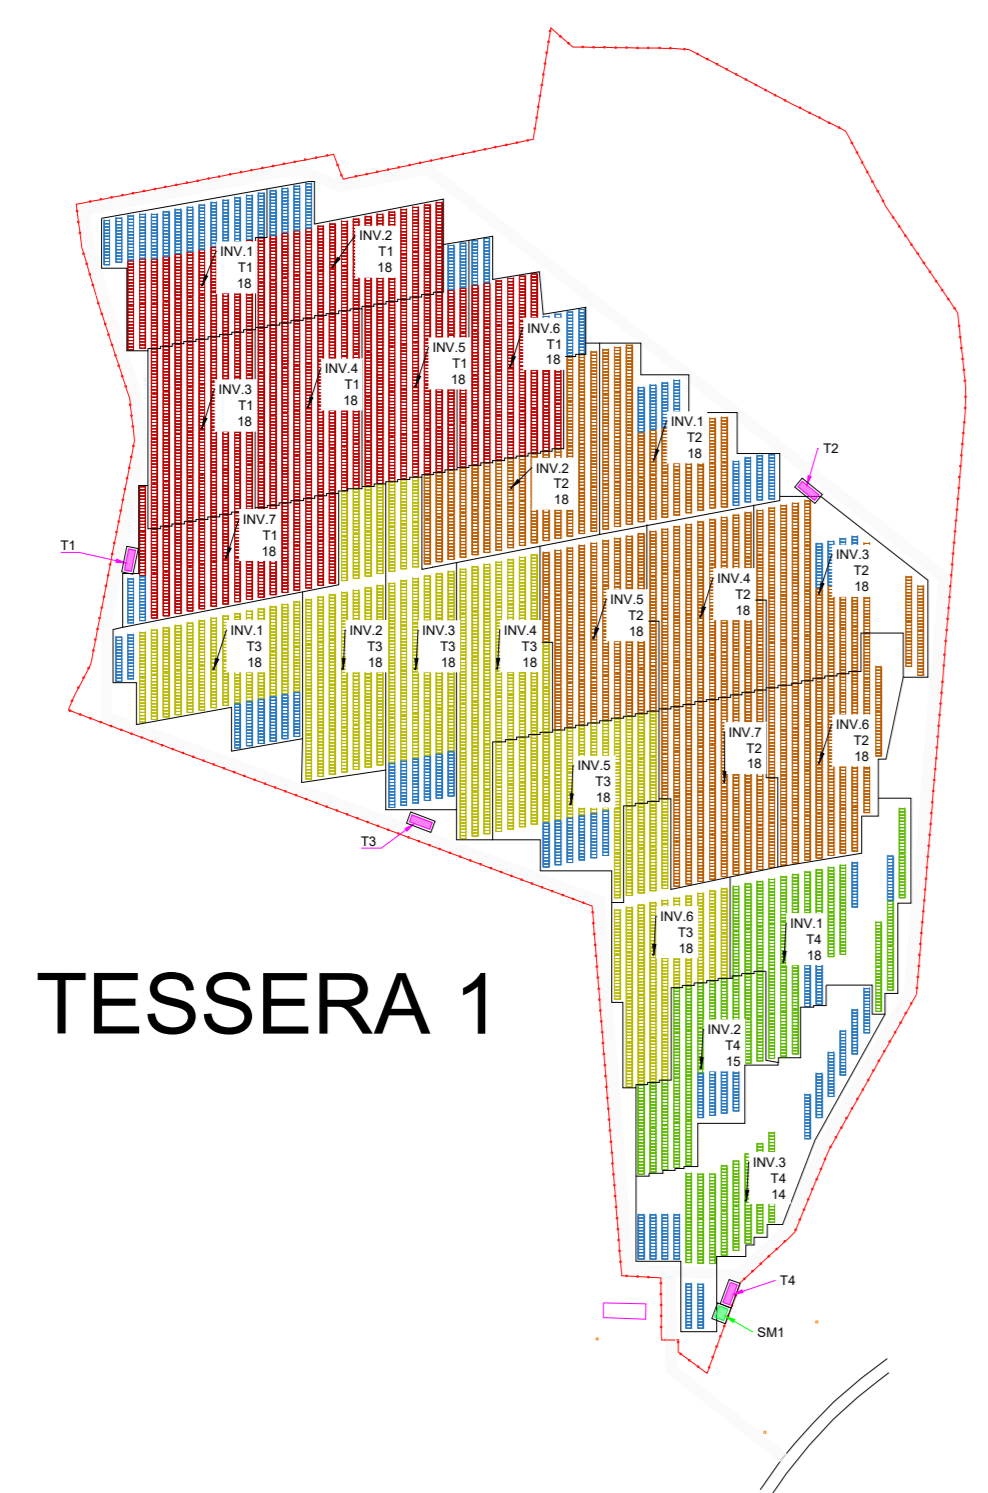 INV.1
T1
18
INV.2
T1
18
INV.6
T1
18
INV.5
T1
18
INV.4
T1
18
INV.3
T1
18
INV.1
T2
18
T2
INV.2
T2
18
INV.7
T1
18
T1
INV.3
T2
18
INV.4
T2
18
INV.5
T2
18
INV.1
T3
18
INV.2
T3
18
INV.3
T3
18
INV.4
T3
18
INV.6
T2
18
INV.7
T2
18
INV.5
T3
18
T3
INV.6
T3
18
INV.1
T4
18
TESSERA 1
INV.2
T4
15
INV.3
T4
14
T4
SM1